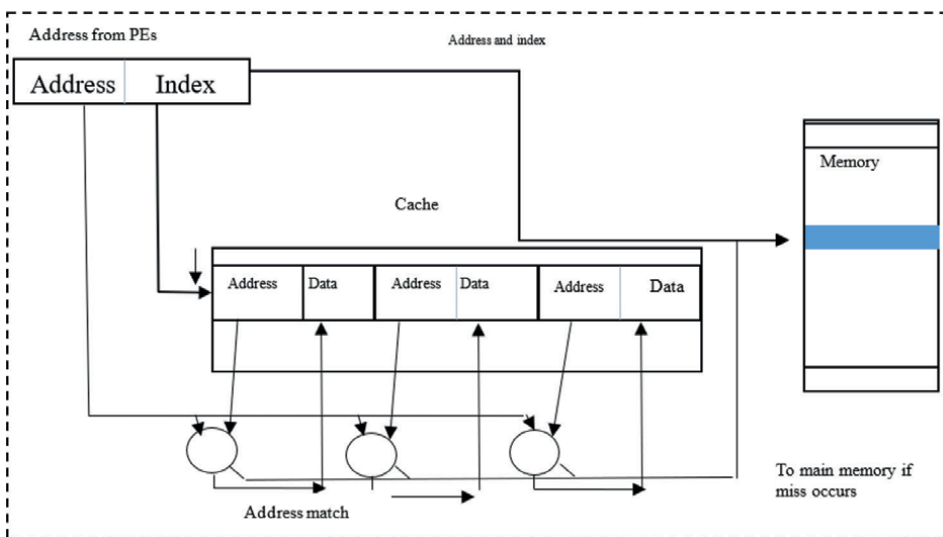 Address from PEs
Address and index
Address Index
Memory
Cache
Address Data Address Data Address Data
To main memory if
miss occurs
Address match